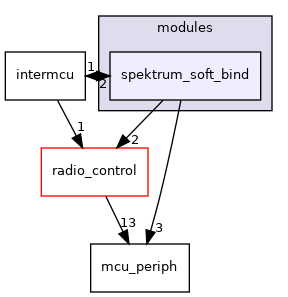 modules
intermcu
1
2
spektrum_soft_bind
1
2
radio_control
13
3
mcu_periph